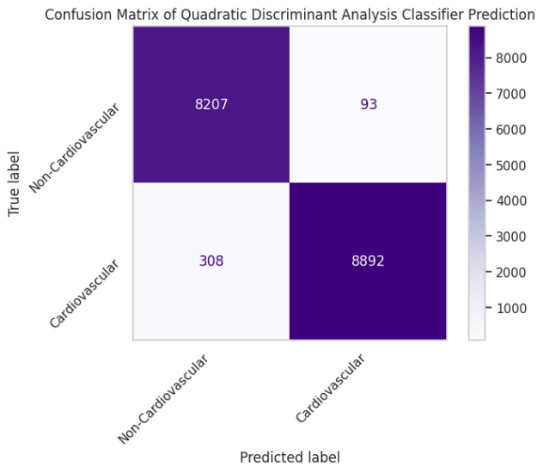 Confusion Matrix of Quadratic Discriminant Analysis Classifier Prediction
True label
Non-Cardiovascular
8207
93
Cardiovascular
308
8892
Non-Cardiovascular
Cardiovascular
Predicted label
8000
7000
6000
5000
4000
3000
2000
1000